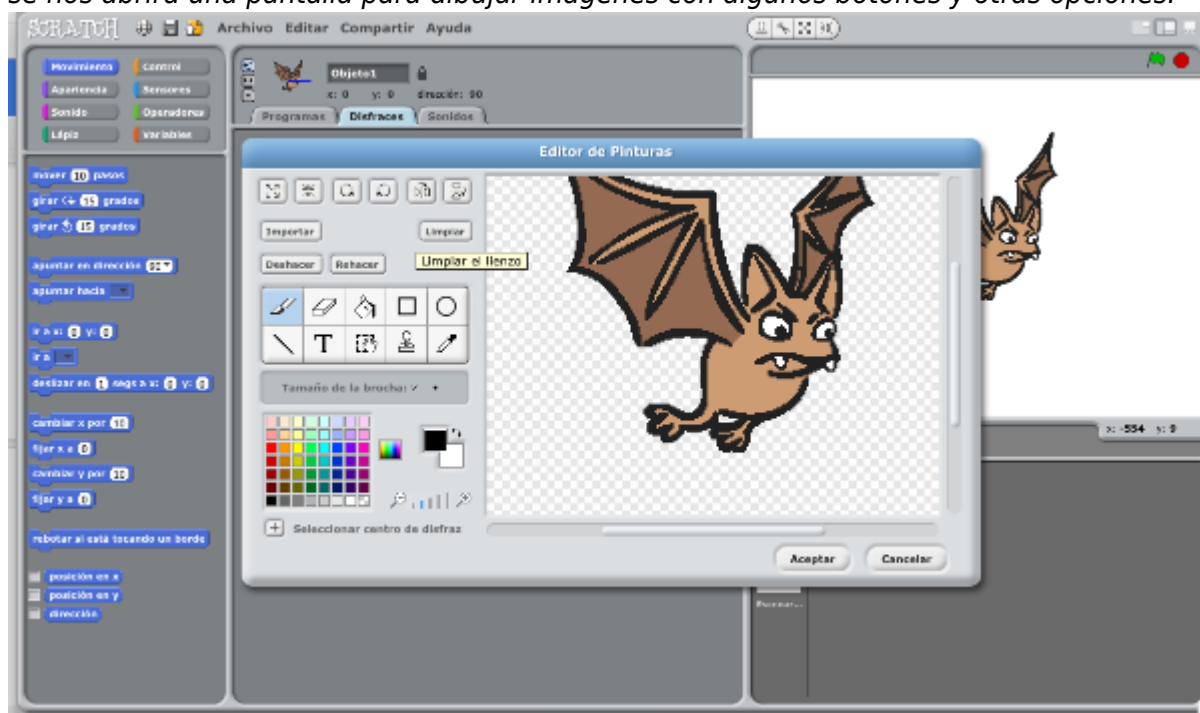 se nos abrirá una pantalla para dibujar imágenes con algunos botones y otras opciones.
SCRATCH Archivo Editar Compartir Ayuda
Movimiento Control
Apariencia Sensores
Sonido Operadores
Lápiz Variables
Objeto1
x: 0 y: 0 dirección: 90
Programas Disfraces Sonidos
mover 10 pasos
girar 15 grados
girar 15 grados
apuntar en dirección 90
apuntar hacia
ir a x: 0 y: 0
ir a
deslizar en 1 segs a x: 0 y: 0
cambiar x por 10
fijar x a 0
cambiar y por 10
fijar y a 0
rebotar si está tocando un borde
posición en x
posición en y
dirección
Editor de Pinturas
Importar Limpiar
Deshacer Rehacer Limpiar el lienzo
T
Tamaño de la brocha:
Seleccionar centro de disfraz
Aceptar Cancelar
x: -554 y: 9